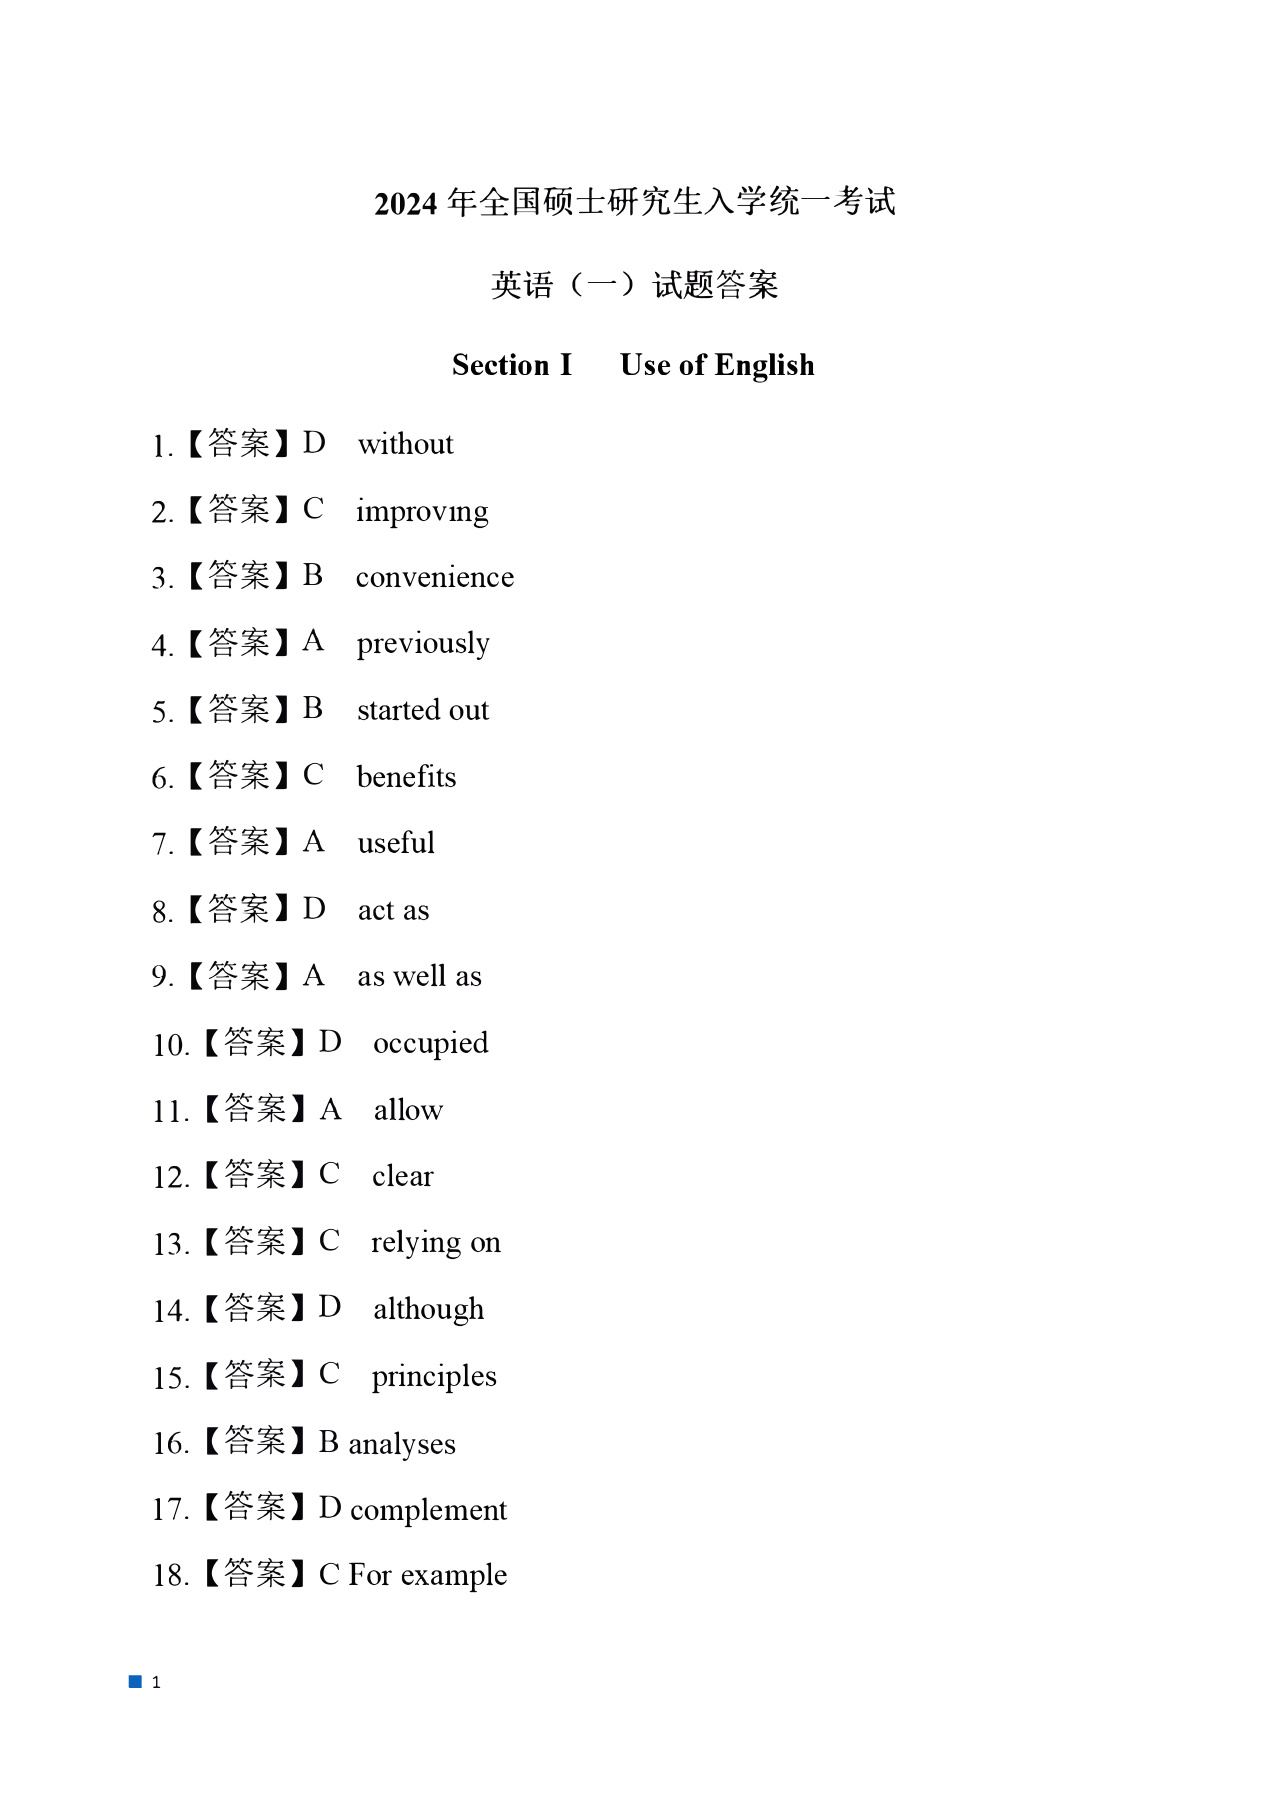 2024 年全国硕士研究生入学统一考试
英语（一）试题答案
Section I Use of English
1.【答案】D without
2.【答案】C improving
3.【答案】B convenience
4.【答案】A previously
5.【答案】B started out
6.【答案】C benefits
7.【答案】A useful
8.【答案】D act as
9.【答案】A as well as
10.【答案】D occupied
11.【答案】A allow
12.【答案】C clear
13.【答案】C relying on
14.【答案】D although
15.【答案】C principles
16.【答案】B analyses
17.【答案】D complement
18.【答案】C For example
1